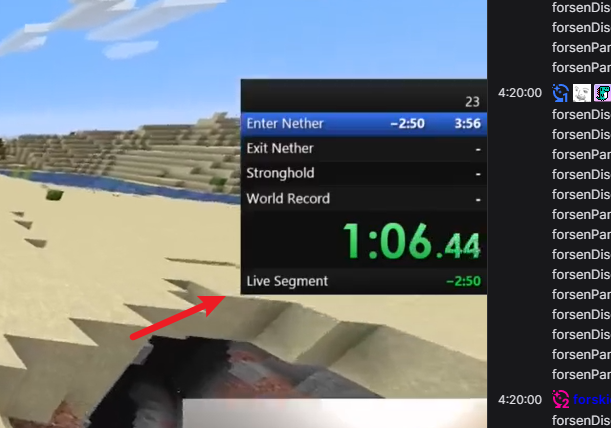 23
Enter Nether −2:50 3:56
Exit Nether -
Stronghold -
World Record -
1:06.44
Live Segment −2:50
forsenDis
forsenDis
forsenPar
forsenPar
4:20:00
forsenDis
forsenDis
forsenPar
forsenDis
forsenDis
forsenPar
forsenPar
forsenDis
forsenDis
forsenPar
forsenDis
forsenDis
forsenPar
forsenPar
4:20:00
forsenDis